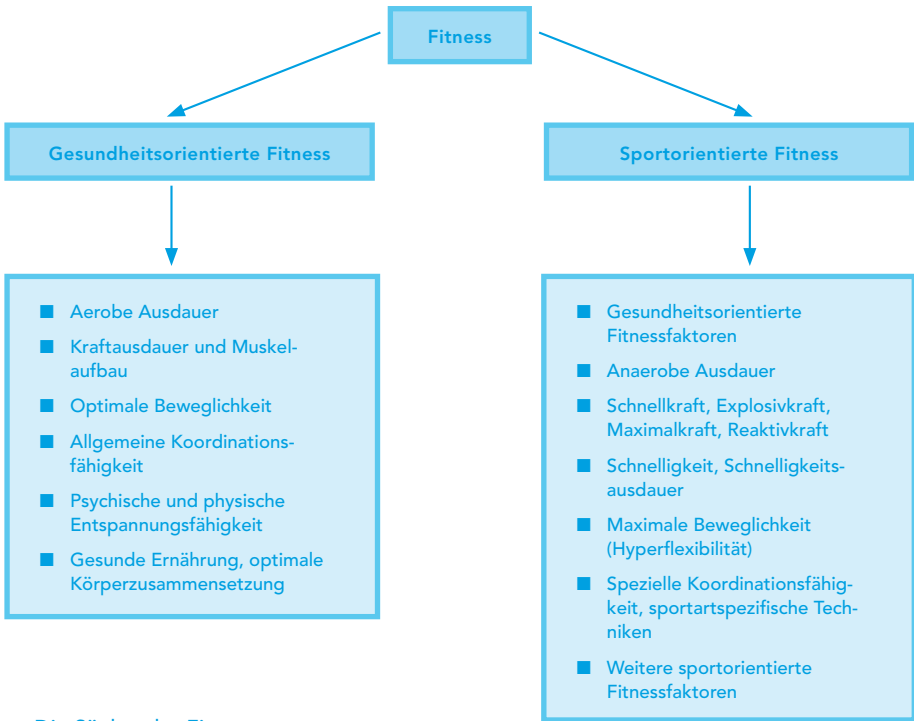 Fitness
Gesundheitsorientierte Fitness
Sportorientierte Fitness
■ Aerobe Ausdauer
■ Kraftausdauer und Muskel-
aufbau
■ Optimale Beweglichkeit
■ Allgemeine Koordinations-
fähigkeit
■ Psychische und physische
Entspannungsfähigkeit
■ Gesunde Ernährung, optimale
Körperzusammensetzung
■ Gesundheitsorientierte
Fitnessfaktoren
■ Anaerobe Ausdauer
■ Schnellkraft, Explosivkraft,
Maximalkraft, Reaktivkraft
■ Schnelligkeit, Schnelligkeits-
ausdauer
■ Maximale Beweglichkeit
(Hyperflexibilität)
■ Spezielle Koordinationsfähig-
keit, sportartspezifische Tech-
niken
■ Weitere sportorientierte
Fitnessfaktoren